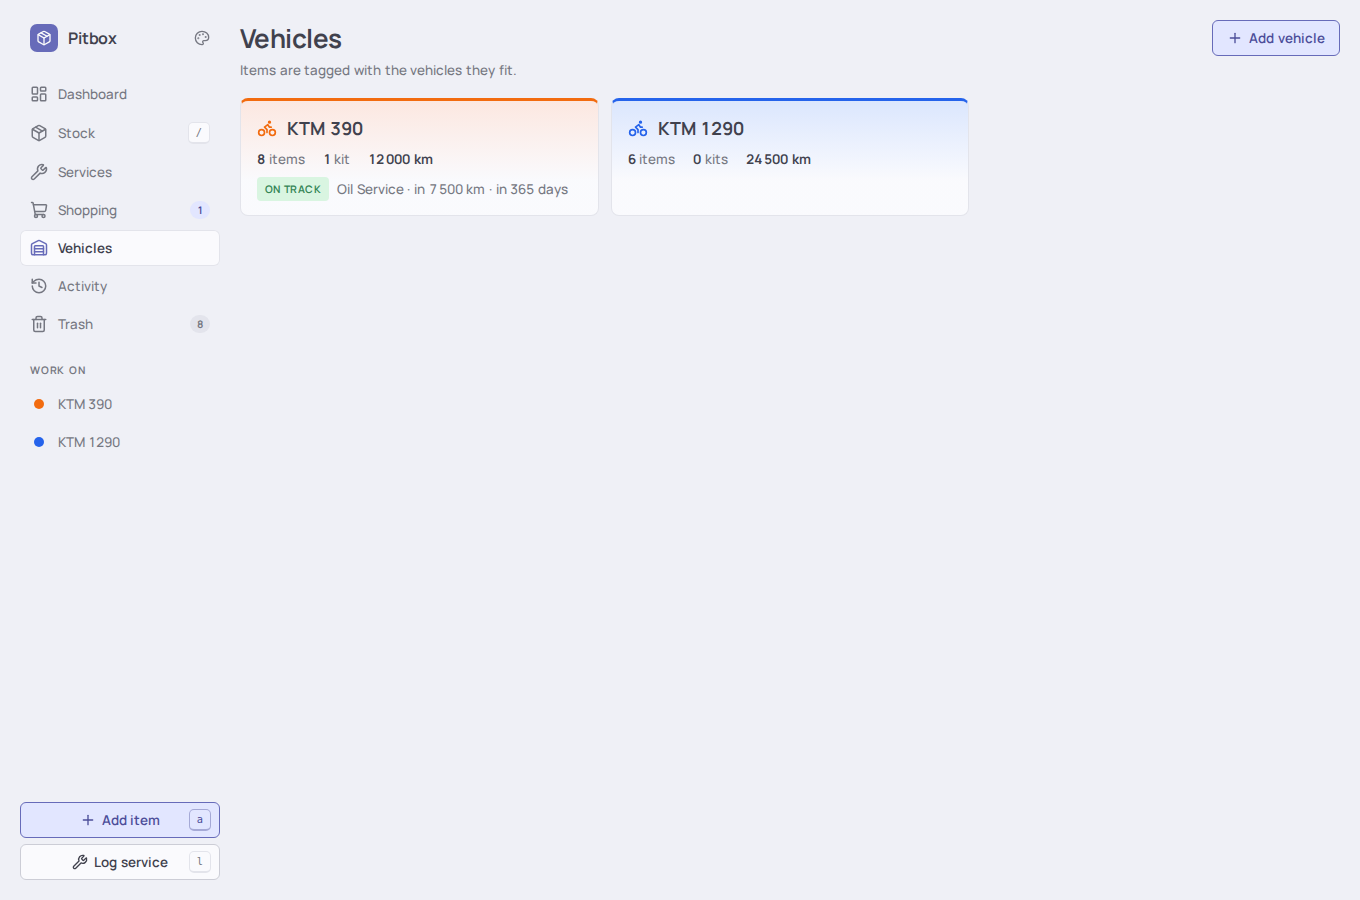 Pitbox
Dashboard
Stock /
Services
Shopping 1
Vehicles
Activity
Trash 8
WORK ON
KTM 390
KTM 1290
Add item a
Log service l
Vehicles
Items are tagged with the vehicles they fit.
Add vehicle
KTM 390
8 items 1 kit 12 000 km
ON TRACK Oil Service · in 7 500 km · in 365 days
KTM 1290
6 items 0 kits 24 500 km